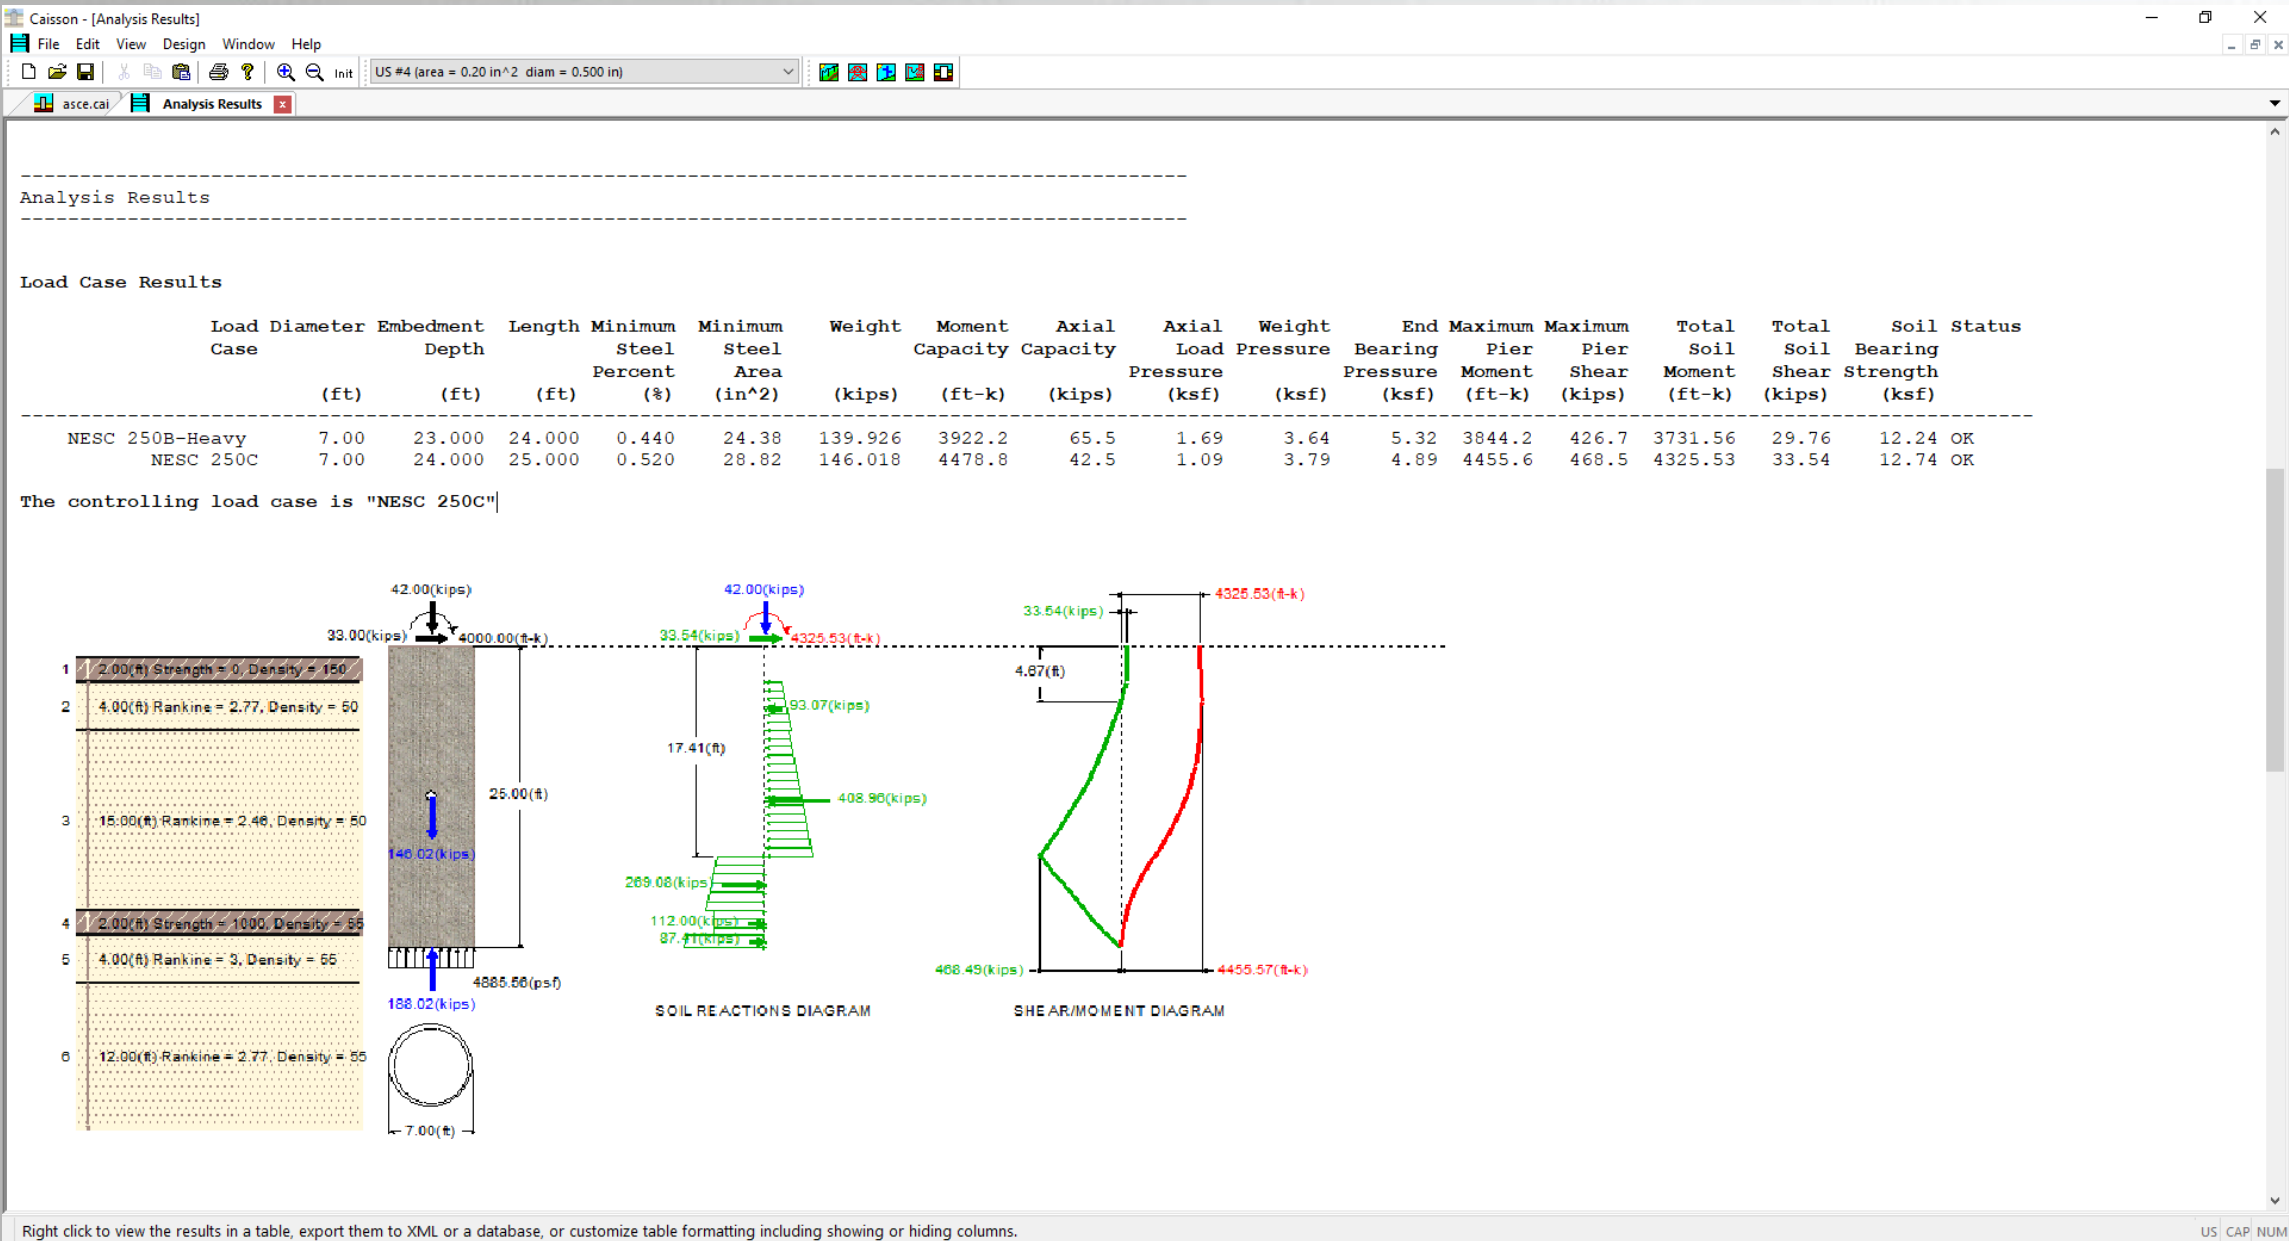 Caisson - [Analysis Results]
File Edit View Design Window Help
Init US #4 (area = 0.20 in^2 diam = 0.500 in)
asce.cai Analysis Results
Analysis Results
Load Case Results
Load Diameter Embedment Length Minimum Minimum Weight Moment Axial Axial Weight End Maximum Maximum Total Total Soil Status
Case Depth Steel Steel Capacity Capacity Load Pressure Bearing Pier Pier Soil Soil Bearing
Percent Area Pressure Pressure Moment Shear Moment Shear Strength
(ft) (ft) (ft) (%) (in^2) (kips) (ft-k) (kips) (ksf) (ksf) (ksf) (ft-k) (kips) (ft-k) (kips) (ksf)
NESC 250B-Heavy 7.00 23.000 24.000 0.440 24.38 139.926 3922.2 65.5 1.69 3.64 5.32 3844.2 426.7 3731.56 29.76 12.24 OK
NESC 250C 7.00 24.000 25.000 0.520 28.82 146.018 4478.8 42.5 1.09 3.79 4.89 4455.6 468.5 4325.53 33.54 12.74 OK
The controlling load case is "NESC 250C"
42.00(kips) 42.00(kips) 4325.53(ft-k)
33.54(kips)
33.00(kips) 4000.00(ft-k) 33.54(kips) 4325.53(ft-k)
1 2.00(ft) Strength = 0, Density = 150 4.67(ft)
2 4.00(ft) Rankine = 2.77, Density = 50 93.07(kips)
17.41(ft)
25.00(ft) 408.96(kips)
3 15.00(ft) Rankine = 2.46, Density = 50
146.02(kips)
269.08(kips)
4 2.00(ft) Strength = 1000, Density = 55 112.00(kips)
87.41(kips)
5 4.00(ft) Rankine = 3, Density = 55
468.49(kips) 4455.57(ft-k)
4885.56(psf)
188.02(kips)
SOIL REACTIONS DIAGRAM SHEAR/MOMENT DIAGRAM
6 12.00(ft) Rankine = 2.77, Density = 55
7.00(ft)
Right click to view the results in a table, export them to XML or a database, or customize table formatting including showing or hiding columns. US CAP NUM